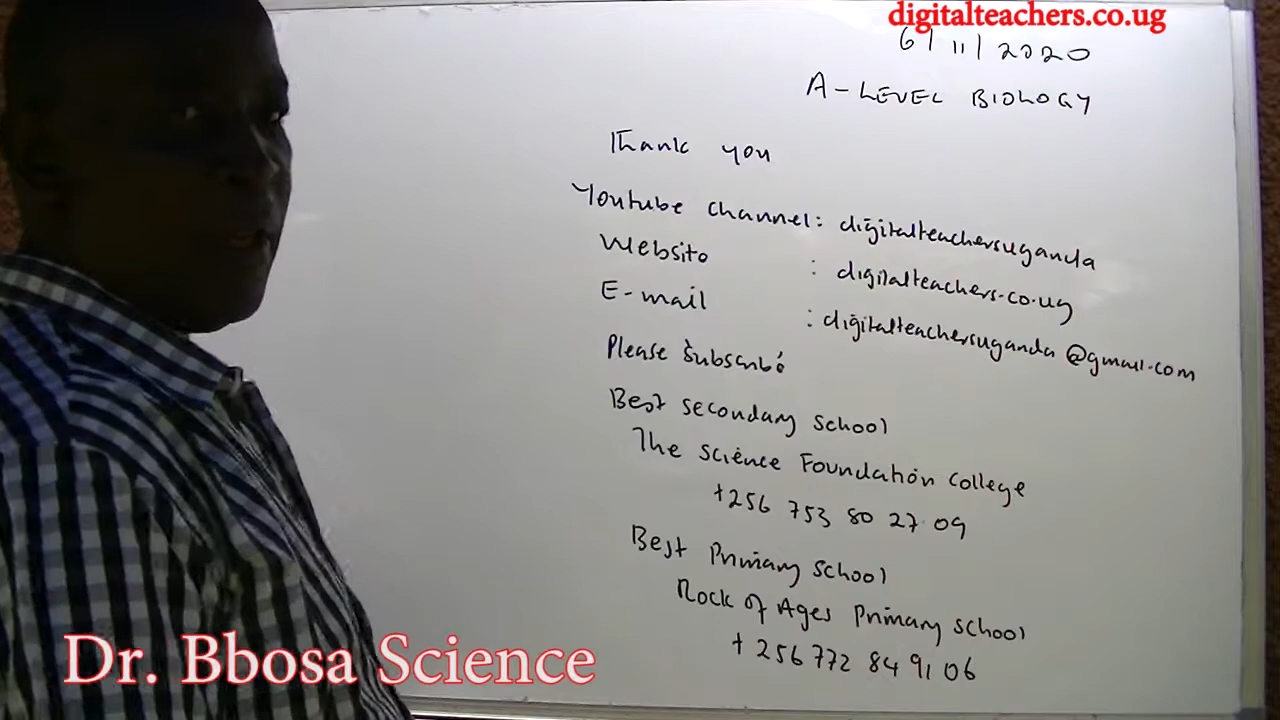 digitalteachers.co.ug
6/11/2020
A-LEVEL BIOLOGY
Thank you
Youtube channel: digitalteachersuganda
Website : digitalteachers.co.ug
E-mail : digitalteachersuganda@gmail.com
Please subscribe
Best secondary school
The science Foundation college
+256 753 80 27 09
Best Primary school
Rock of Ages Primary school
+256 772 84 91 06
Dr. Bbosa Science